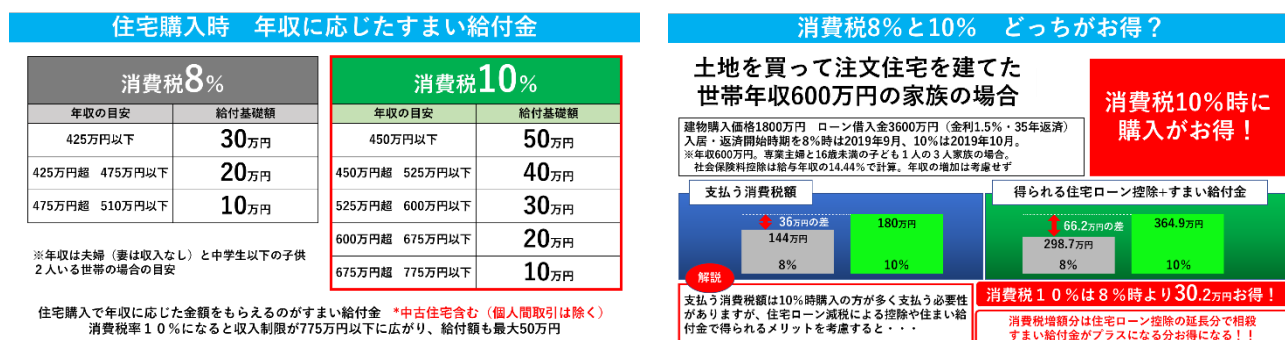 住宅購入時　年収に応じたすまい給付金
消費税8%
年収の目安　給付基礎額
425万円以下　30万円
425万円超　475万円以下　20万円
475万円超　510万円以下　10万円
※年収は夫婦（妻は収入なし）と中学生以下の子供
２人いる世帯の場合の目安
消費税10%
年収の目安　給付基礎額
450万円以下　50万円
450万円超　525万円以下　40万円
525万円超　600万円以下　30万円
600万円超　675万円以下　20万円
675万円超　775万円以下　10万円
住宅購入で年収に応じた金額をもらえるのがすまい給付金　*中古住宅含む（個人間取引は除く）
消費税率１０％になると収入制限が775万円以下に広がり、給付額も最大50万円
消費税8%と10%　どっちがお得？
土地を買って注文住宅を建てた
世帯年収600万円の家族の場合
消費税10%時に
購入がお得！
建物購入価格1800万円　ローン借入金3600万円（金利1.5%・35年返済）
入居・返済開始時期を8%時は2019年9月、10%は2019年10月。
※年収600万円。専業主婦と16歳未満の子ども１人の３人家族の場合。
社会保険料控除は給与年収の14.44%で計算。年収の増加は考慮せず
支払う消費税額
36万円の差
144万円
8%
180万円
10%
得られる住宅ローン控除+すまい給付金
66.2万円の差
298.7万円
8%
364.9万円
10%
解説
支払う消費税額は10%時購入の方が多く支払う必要性
がありますが、住宅ローン減税による控除や住まい給
付金で得られるメリットを考慮すると・・・
消費税１０％は８％時より30.2万円お得！
消費税増額分は住宅ローン控除の延長分で相殺
すまい給付金がプラスになる分お得になる！！